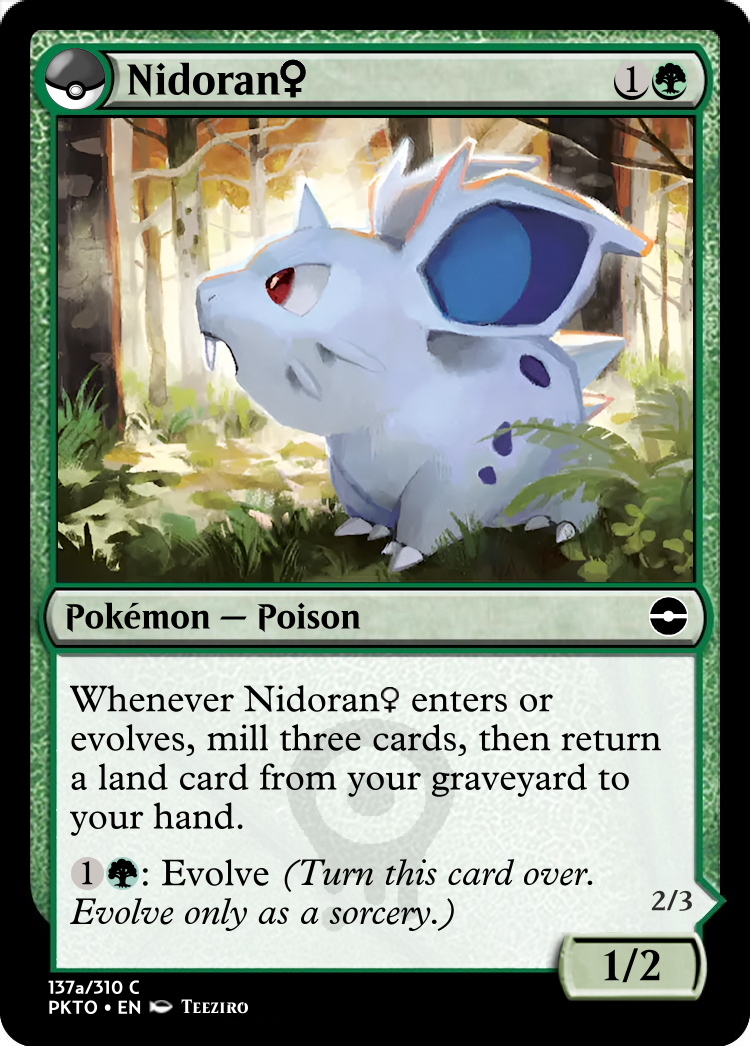 Nidoran♀ 1
Pokémon — Poison
Whenever Nidoran♀ enters or
evolves, mill three cards, then return
a land card from your graveyard to
your hand.
1: Evolve (Turn this card over.
Evolve only as a sorcery.)
2/3
1/2
137a/310 C
PKTO • EN Teeziro